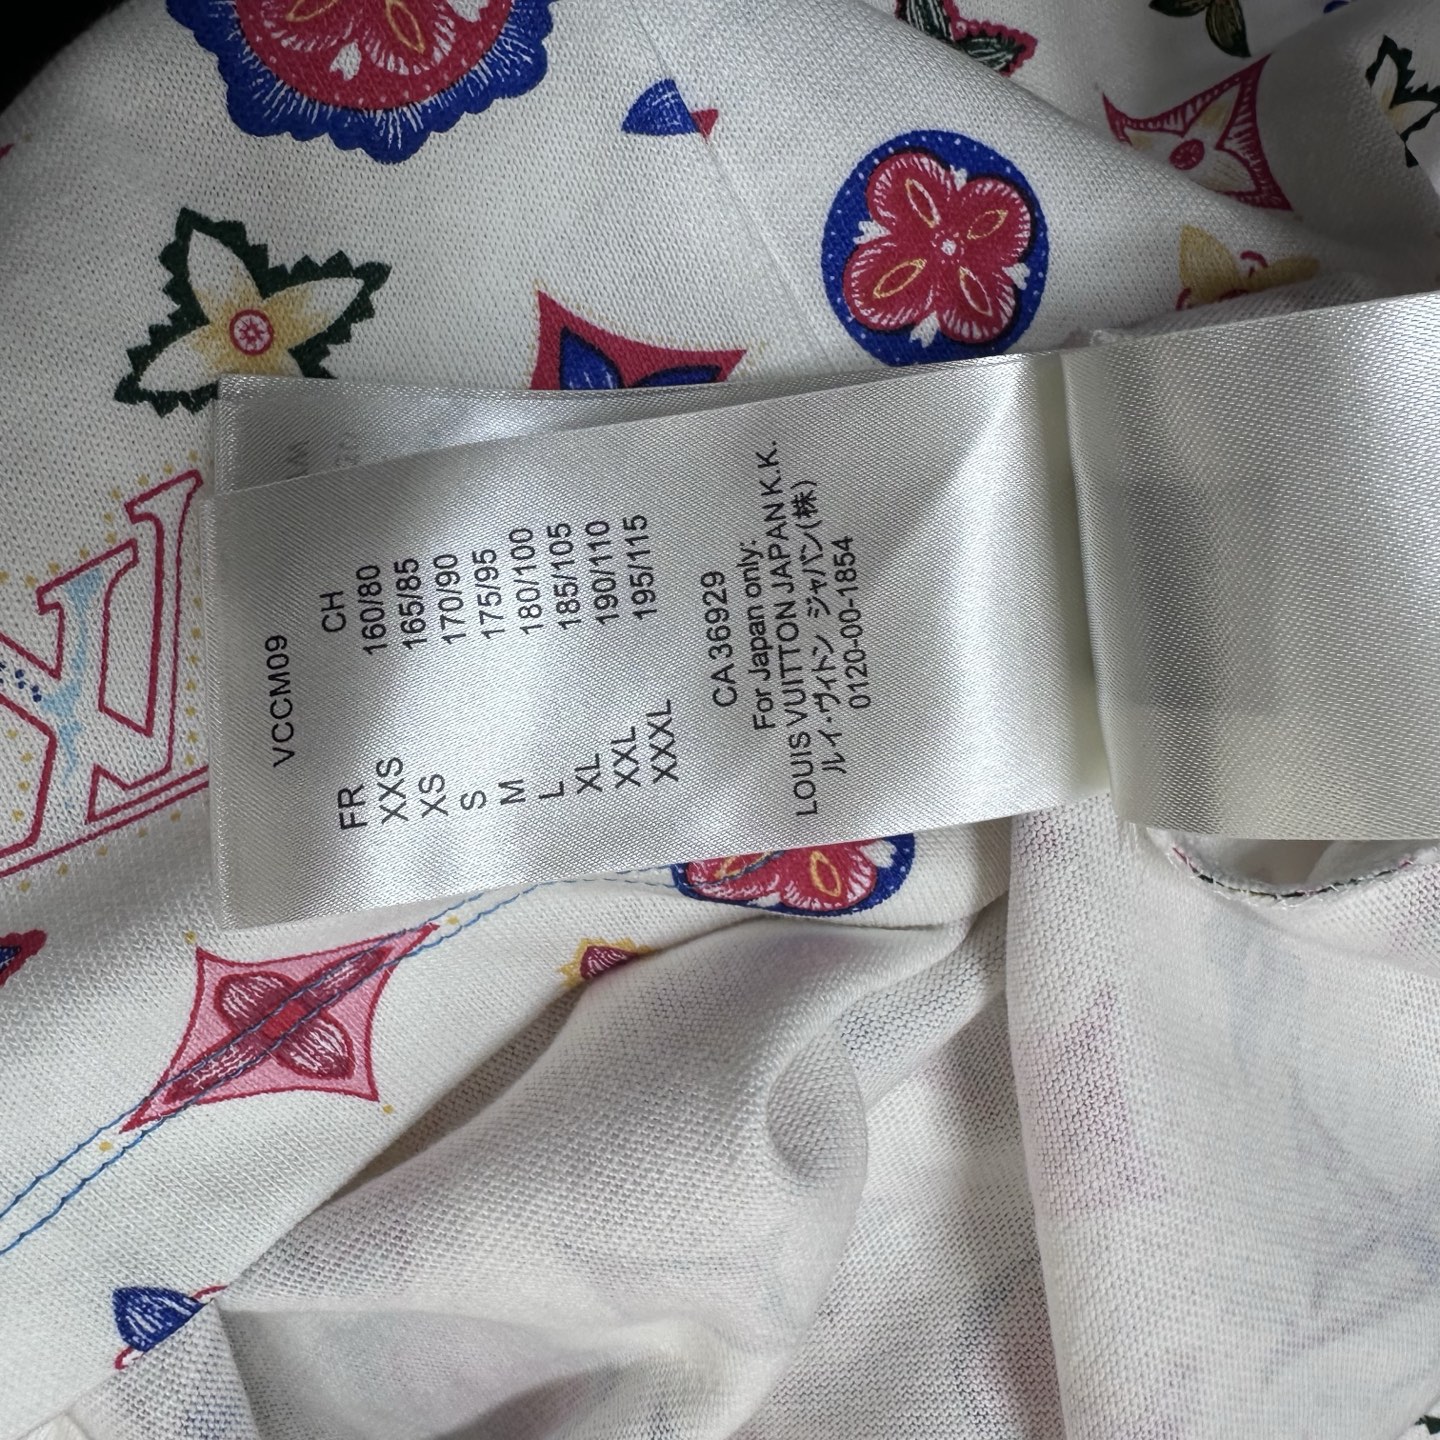 VCCM09
FR CH
XXS 160/80
XS 165/85
S 170/90
M 175/95
L 180/100
XL 185/105
XXL 190/110
XXXL 195/115
CA 36929
For Japan only:
LOUIS VUITTON JAPAN K.K.
ルイ・ヴィトン ジャパン(株)
0120-00-1854